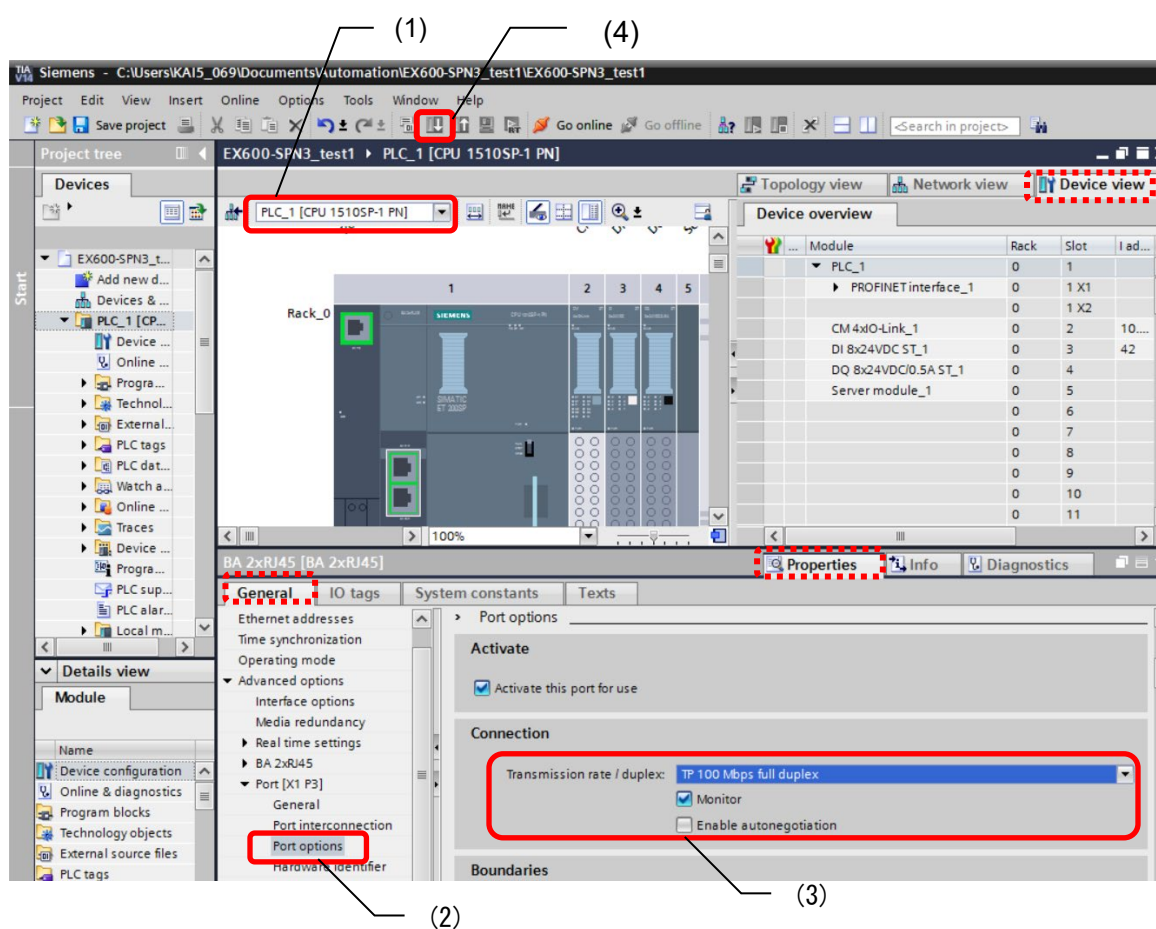 (1)
(4)
TIA V14 Siemens - C:\Users\KAI5_069\Documents\Automation\EX600-SPN3_test1\EX600-SPN3_test1
Project Edit View Insert Online Options Tools Window Help
Save project Go online Go offline <Search in project>
Project tree EX600-SPN3_test1 PLC_1 [CPU 1510SP-1 PN]
Devices
Topology view Network view Device view
PLC_1 [CPU 1510SP-1 PN]
Device overview
... Module Rack Slot I ad...
PLC_1 0 1
PROFINET interface_1 0 1 X1
0 1 X2
CM 4xIO-Link_1 0 2 10....
DI 8x24VDC ST_1 0 3 42
DQ 8x24VDC/0.5A ST_1 0 4
Server module_1 0 5
0 6
0 7
0 8
0 9
0 10
0 11
Start
EX600-SPN3_t...
Add new d...
Devices & ...
PLC_1 [CP...
Device ...
Online ...
Progra...
Technol...
External...
PLC tags
PLC dat...
Watch a...
Online ...
Traces
Device ...
Progra...
PLC sup...
PLC alar...
Local m...
1 2 3 4 5
Rack_0
SIEMENS
SIMATIC
ET 200SP
100%
Details view
Module
Name
Device configuration
Online & diagnostics
Program blocks
Technology objects
External source files
PLC tags
BA 2xRJ45 [BA 2xRJ45]
Properties Info Diagnostics
General IO tags System constants Texts
Ethernet addresses
Time synchronization
Operating mode
Advanced options
Interface options
Media redundancy
Real time settings
BA 2xRJ45
Port [X1 P3]
General
Port interconnection
Port options
Hardware identifier
Port options
Activate
Activate this port for use
Connection
Transmission rate / duplex: TP 100 Mbps full duplex
Monitor
Enable autonegotiation
Boundaries
(3)
(2)